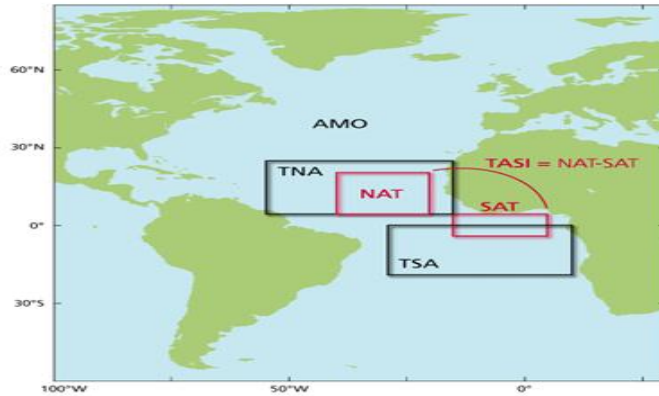 60°N
AMO
30°N
TASI = NAT-SAT
TNA
NAT
SAT
0°
TSA
30°S
100°W
50°W
0°